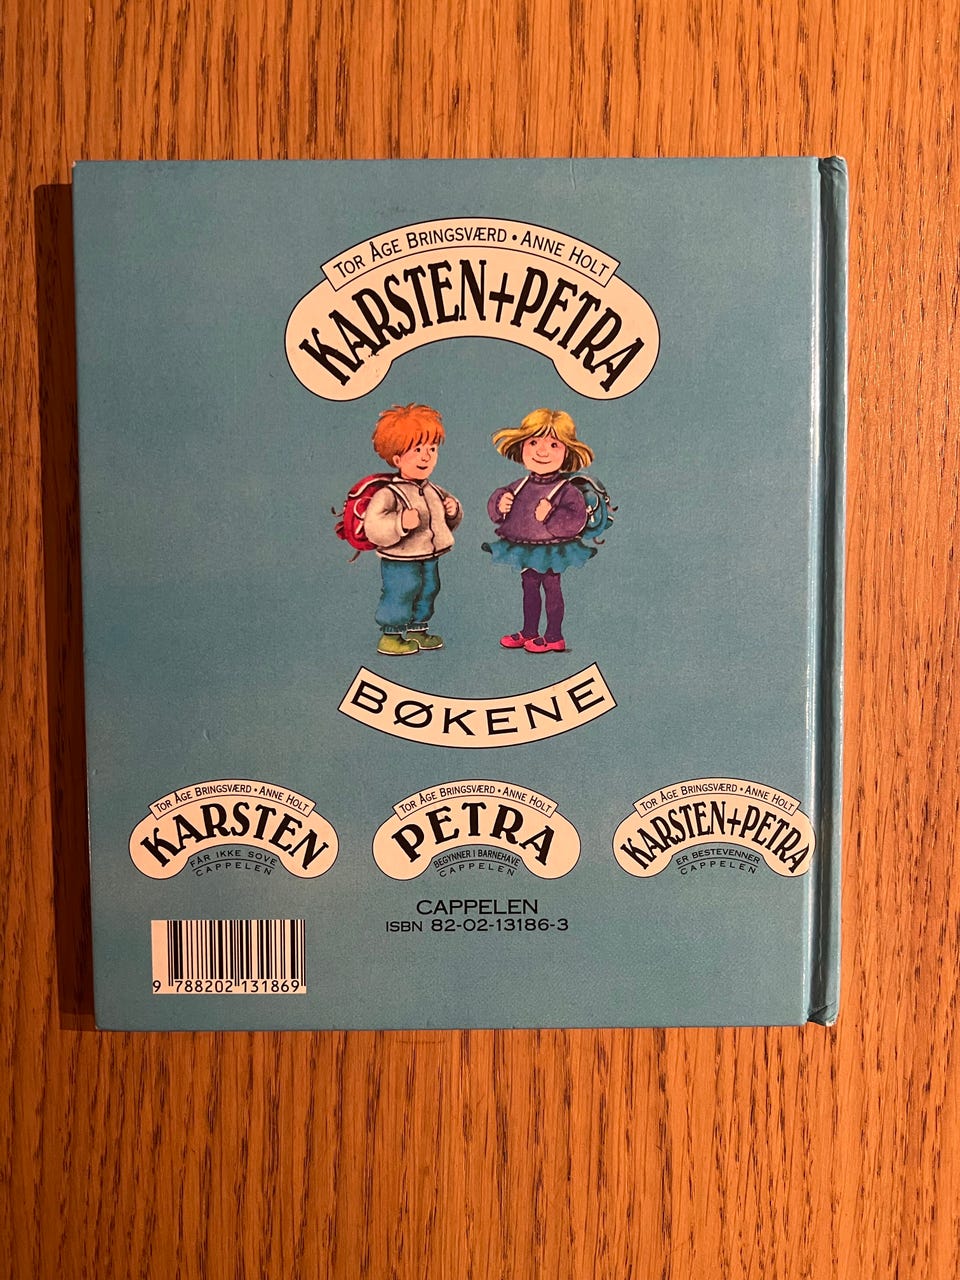 TOR ÅGE BRINGSVÆRD • ANNE HOLT
KARSTEN+PETRA
BØKENE
TOR ÅGE BRINGSVÆRD • ANNE HOLT
KARSTEN
FÅR IKKE SOVE
CAPPELEN
TOR ÅGE BRINGSVÆRD • ANNE HOLT
PETRA
BEGYNNER I BARNEHAVE
CAPPELEN
TOR ÅGE BRINGSVÆRD • ANNE HOLT
KARSTEN+PETRA
ER BESTEVENNER
CAPPELEN
CAPPELEN
ISBN 82-02-13186-3
9 788202 131869